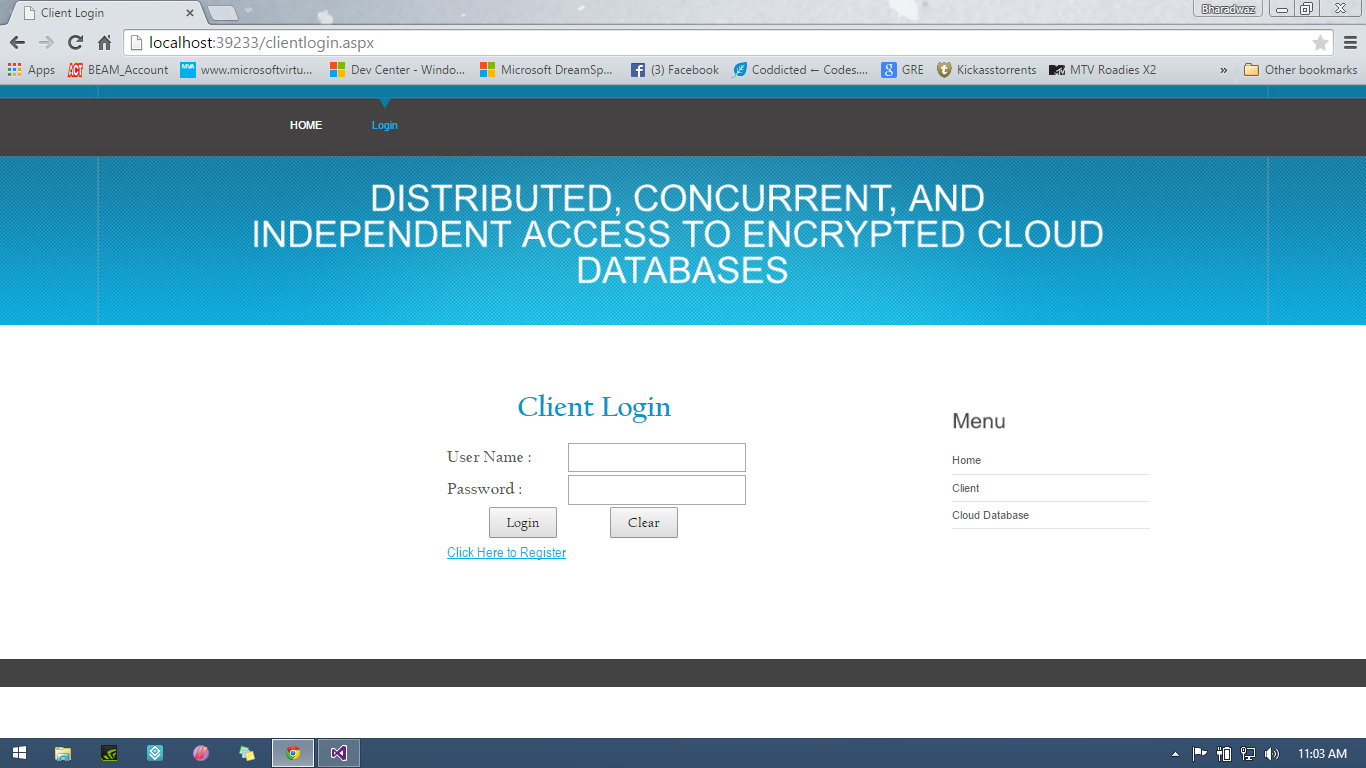 Client Login
Bharadwaz
localhost:39233/clientlogin.aspx
Apps
ACT BEAM_Account
MVA www.microsoftvirtu...
Dev Center - Windo...
Microsoft DreamSp...
(3) Facebook
Coddicted ← Codes....
g GRE
t Kickasstorrents
MTV Roadies X2
»
Other bookmarks
HOME
Login
DISTRIBUTED, CONCURRENT, AND
INDEPENDENT ACCESS TO ENCRYPTED CLOUD
DATABASES
Client Login
User Name :
Password :
Login
Clear
Click Here to Register
Menu
Home
Client
Cloud Database
11:03 AM